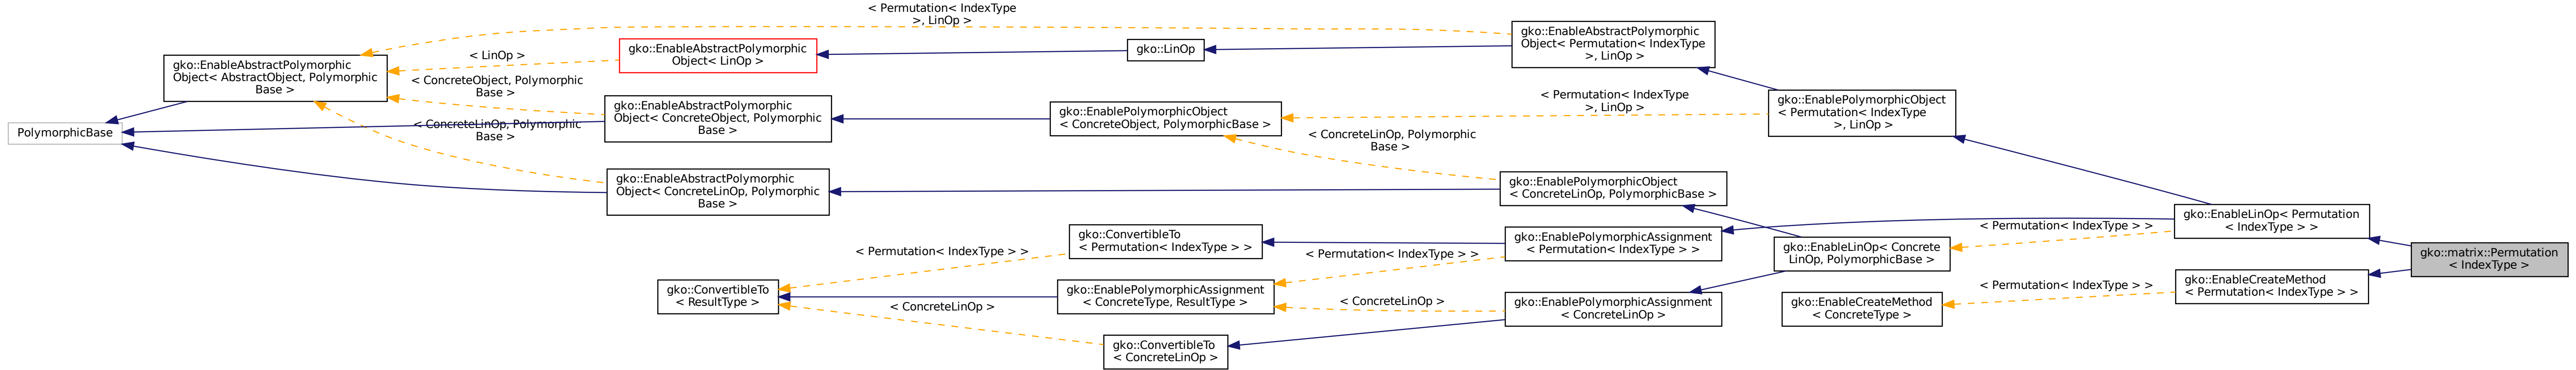 PolymorphicBase
gko::EnableAbstractPolymorphic
Object< AbstractObject, Polymorphic
Base >
< Permutation< IndexType
>, LinOp >
< LinOp >
< ConcreteObject, Polymorphic
Base >
< ConcreteLinOp, Polymorphic
Base >
gko::EnableAbstractPolymorphic
Object< LinOp >
gko::EnableAbstractPolymorphic
Object< ConcreteObject, Polymorphic
Base >
gko::EnableAbstractPolymorphic
Object< ConcreteLinOp, Polymorphic
Base >
gko::ConvertibleTo
< ResultType >
< Permutation< IndexType > >
< ConcreteLinOp >
gko::LinOp
gko::EnablePolymorphicObject
< ConcreteObject, PolymorphicBase >
gko::ConvertibleTo
< Permutation< IndexType > >
gko::EnablePolymorphicAssignment
< ConcreteType, ResultType >
gko::ConvertibleTo
< ConcreteLinOp >
< Permutation< IndexType
>, LinOp >
< ConcreteLinOp, Polymorphic
Base >
< Permutation< IndexType > >
< ConcreteLinOp >
gko::EnableAbstractPolymorphic
Object< Permutation< IndexType
>, LinOp >
gko::EnablePolymorphicObject
< ConcreteLinOp, PolymorphicBase >
gko::EnablePolymorphicAssignment
< Permutation< IndexType > >
gko::EnablePolymorphicAssignment
< ConcreteLinOp >
gko::EnablePolymorphicObject
< Permutation< IndexType
>, LinOp >
gko::EnableLinOp< Concrete
LinOp, PolymorphicBase >
gko::EnableCreateMethod
< ConcreteType >
< Permutation< IndexType > >
< Permutation< IndexType > >
gko::EnableLinOp< Permutation
< IndexType > >
gko::EnableCreateMethod
< Permutation< IndexType > >
gko::matrix::Permutation
< IndexType >